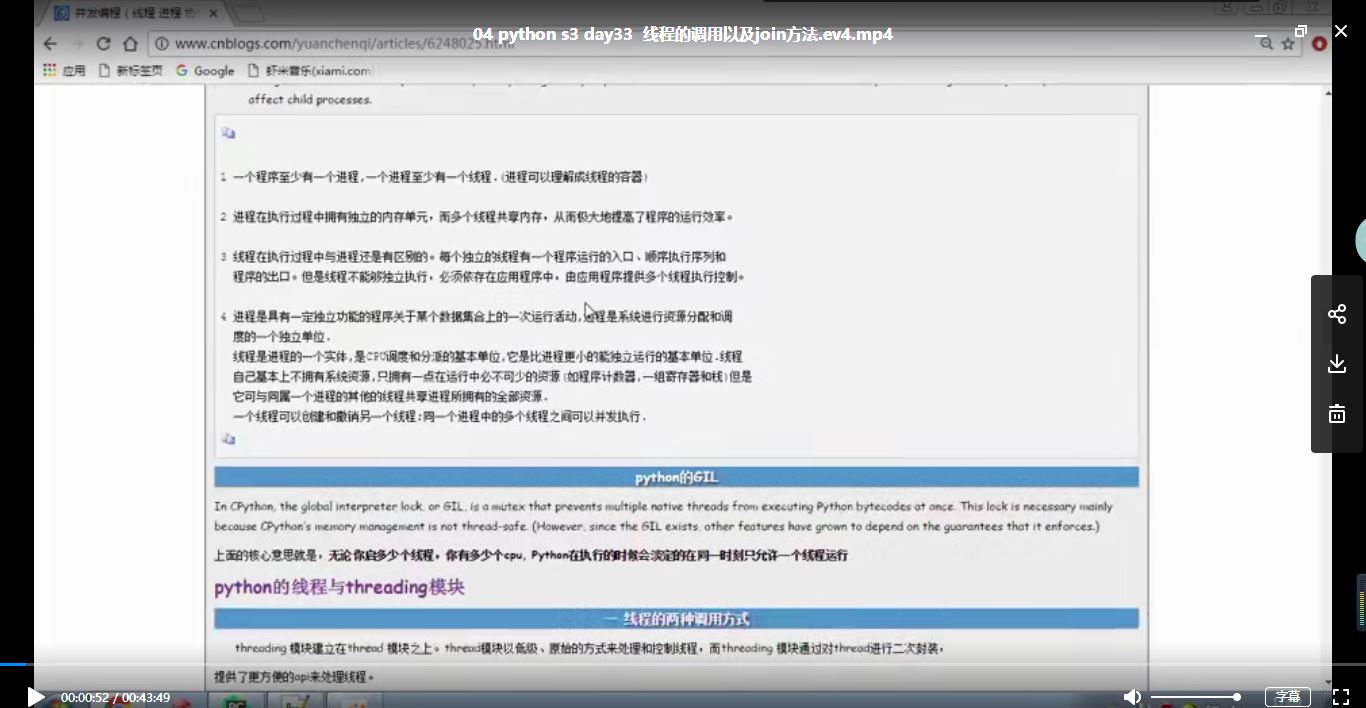 并发编程（线程 进程 协
04 python s3 day33  线程的调用以及join方法.ev4.mp4
www.cnblogs.com/yuanchenqi/articles/6248025.html
应用 新标签页 Google 虾米音乐(xiami.com)
affect child processes.
1 一个程序至少有一个进程,一个进程至少有一个线程.(进程可以理解成线程的容器)
2 进程在执行过程中拥有独立的内存单元，而多个线程共享内存，从而极大地提高了程序的运行效率。
3 线程在执行过程中与进程还是有区别的。每个独立的线程有一个程序运行的入口、顺序执行序列和
程序的出口。但是线程不能够独立执行，必须依存在应用程序中，由应用程序提供多个线程执行控制。
4 进程是具有一定独立功能的程序关于某个数据集合上的一次运行活动,进程是系统进行资源分配和调
度的一个独立单位.
线程是进程的一个实体,是CPU调度和分派的基本单位,它是比进程更小的能独立运行的基本单位.线程
自己基本上不拥有系统资源,只拥有一点在运行中必不可少的资源(如程序计数器,一组寄存器和栈)但是
它可与同属一个进程的其他的线程共享进程所拥有的全部资源.
一个线程可以创建和撤销另一个线程;同一个进程中的多个线程之间可以并发执行.
python的GIL
In CPython, the global interpreter lock, or GIL, is a mutex that prevents multiple native threads from executing Python bytecodes at once. This lock is necessary mainly
because CPython's memory management is not thread-safe. (However, since the GIL exists, other features have grown to depend on the guarantees that it enforces.)
上面的核心意思就是，无论你启多少个线程，你有多少个cpu, Python在执行的时候会淡定的在同一时刻只允许一个线程运行
python的线程与threading模块
一 线程的两种调用方式
threading 模块建立在thread 模块之上。thread模块以低级、原始的方式来处理和控制线程，而threading 模块通过对thread进行二次封装，
提供了更方便的api来处理线程。
00:00:52 / 00:43:49
字幕